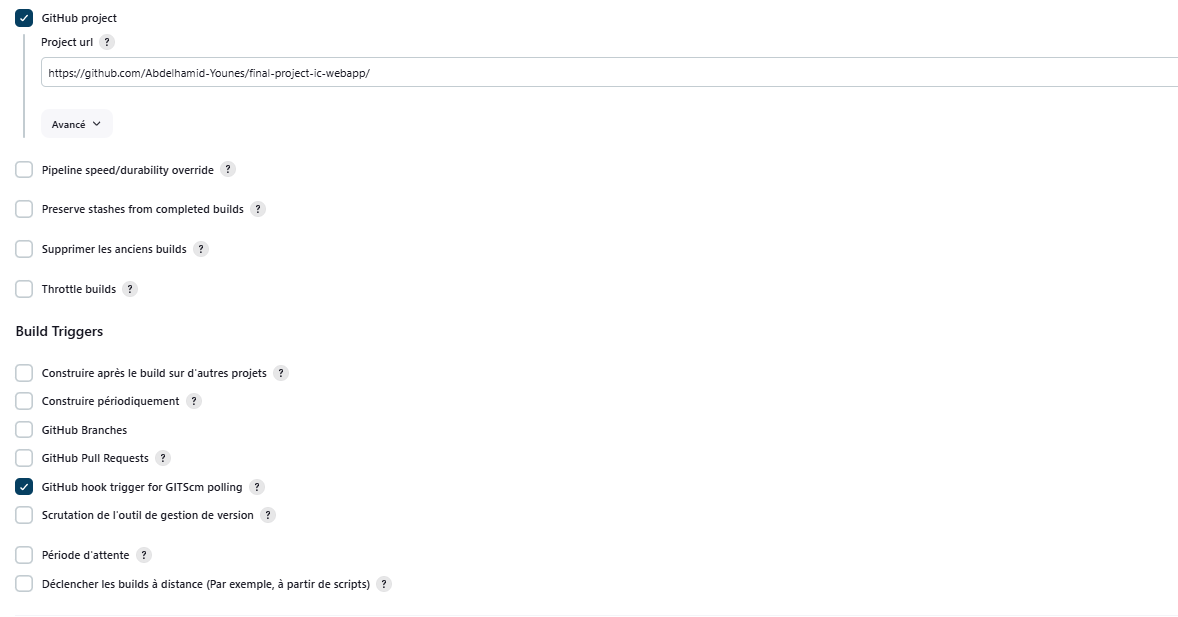 GitHub project
Project url ?
https://github.com/Abdelhamid-Younes/final-project-ic-webapp/
Avancé
Pipeline speed/durability override ?
Preserve stashes from completed builds ?
Supprimer les anciens builds ?
Throttle builds ?
Build Triggers
Construire après le build sur d'autres projets ?
Construire périodiquement ?
GitHub Branches
GitHub Pull Requests ?
GitHub hook trigger for GITScm polling ?
Scrutation de l'outil de gestion de version ?
Période d'attente ?
Déclencher les builds à distance (Par exemple, à partir de scripts) ?